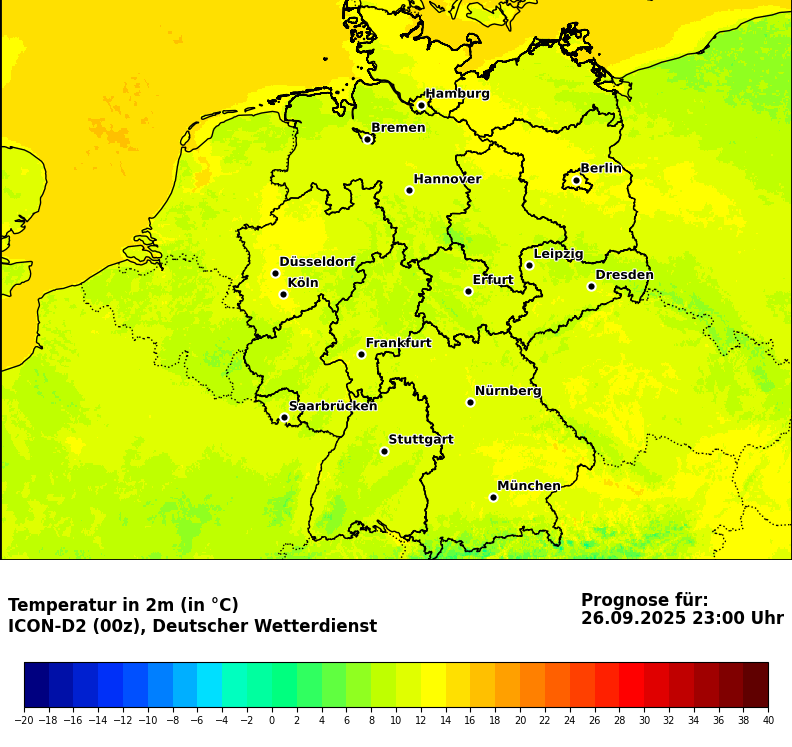 Hamburg
Bremen
Berlin
Hannover
Leipzig
Düsseldorf
Dresden
Köln
Erfurt
Frankfurt
Nürnberg
Saarbrücken
Stuttgart
München
Temperatur in 2m (in °C)
ICON-D2 (00z), Deutscher Wetterdienst
Prognose für:
26.09.2025 23:00 Uhr
−20 −18 −16 −14 −12 −10 −8 −6 −4 −2 0 2 4 6 8 10 12 14 16 18 20 22 24 26 28 30 32 34 36 38 40